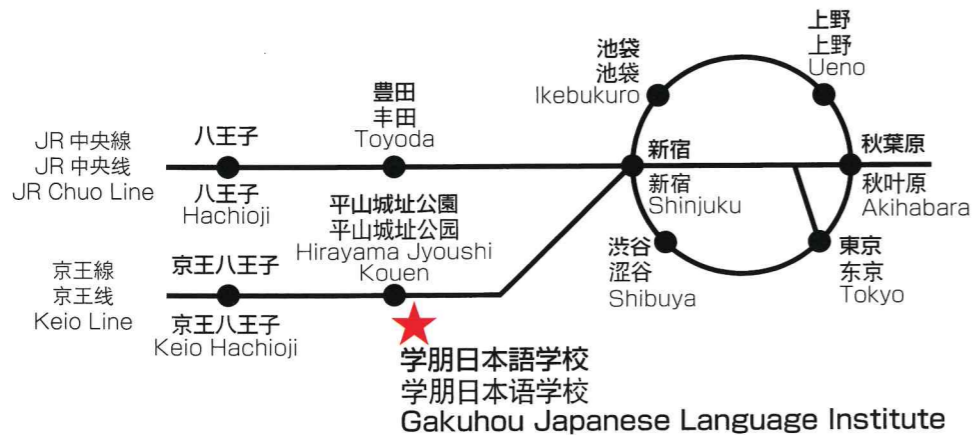 JR 中央線
JR 中央线
JR Chuo Line
八王子
八王子
Hachioji
豊田
丰田
Toyoda
京王線
京王线
Keio Line
京王八王子
京王八王子
Keio Hachioji
平山城址公園
平山城址公园
Hirayama Jyoushi
Kouen
池袋
池袋
Ikebukuro
上野
上野
Ueno
新宿
新宿
Shinjuku
秋葉原
秋叶原
Akihabara
渋谷
涩谷
Shibuya
東京
东京
Tokyo
学朋日本語学校
学朋日本语学校
Gakuhou Japanese Language Institute